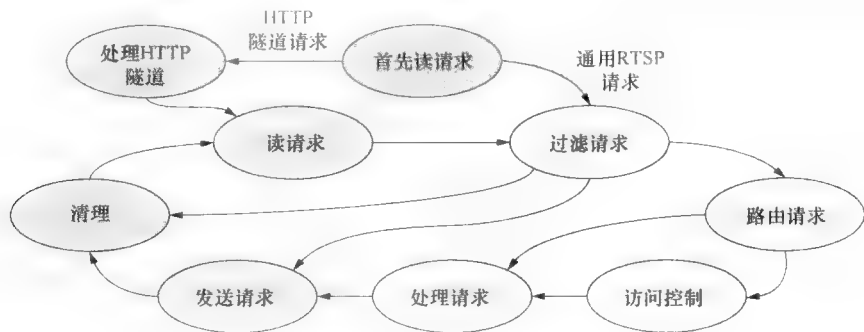 HTTP
隧道请求
处理HTTP
隧道
首先读请求
通用RTSP
请求
读请求
过滤请求
清理
路由请求
发送请求
处理请求
访问控制